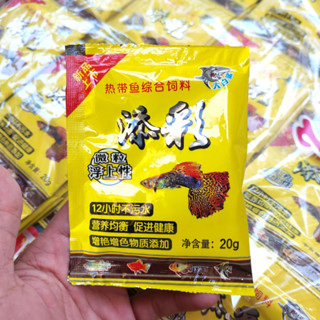 热带鱼综合饲料
添彩
微粒
浮上性
12小时不污水
营养均衡 促进健康
增艳增色物质添加
净含量：20g